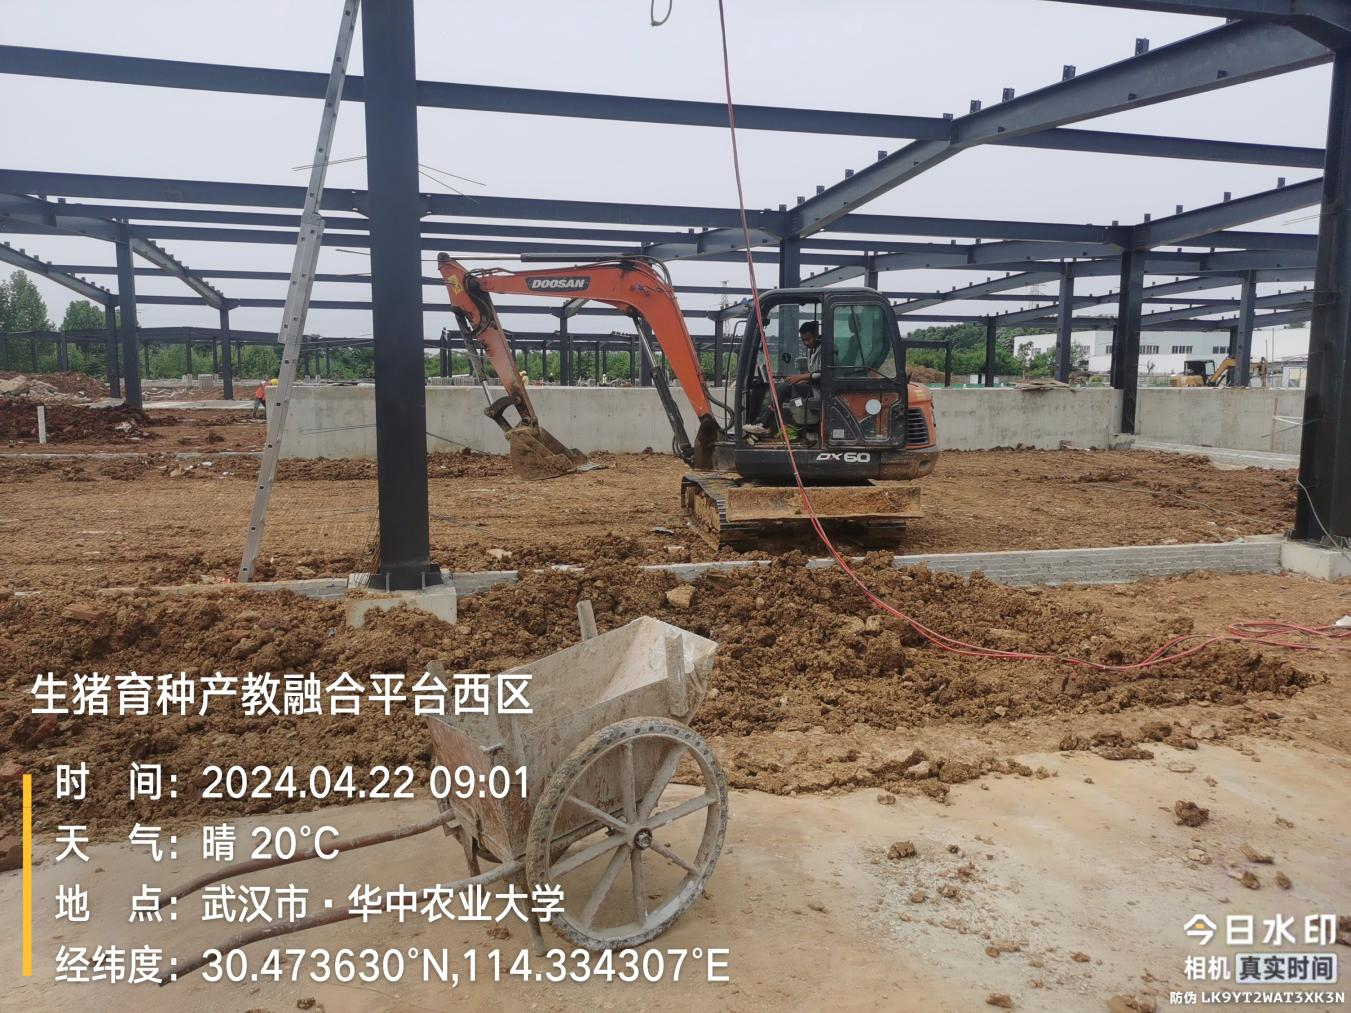 DOOSAN
DX60
生猪育种产教融合平台西区
时 间：2024.04.22 09:01
天 气：晴 20°C
地 点：武汉市·华中农业大学
经纬度：30.473630°N,114.334307°E
今日水印
相机 真实时间
防伪 LK9YT2WAT3XK3N